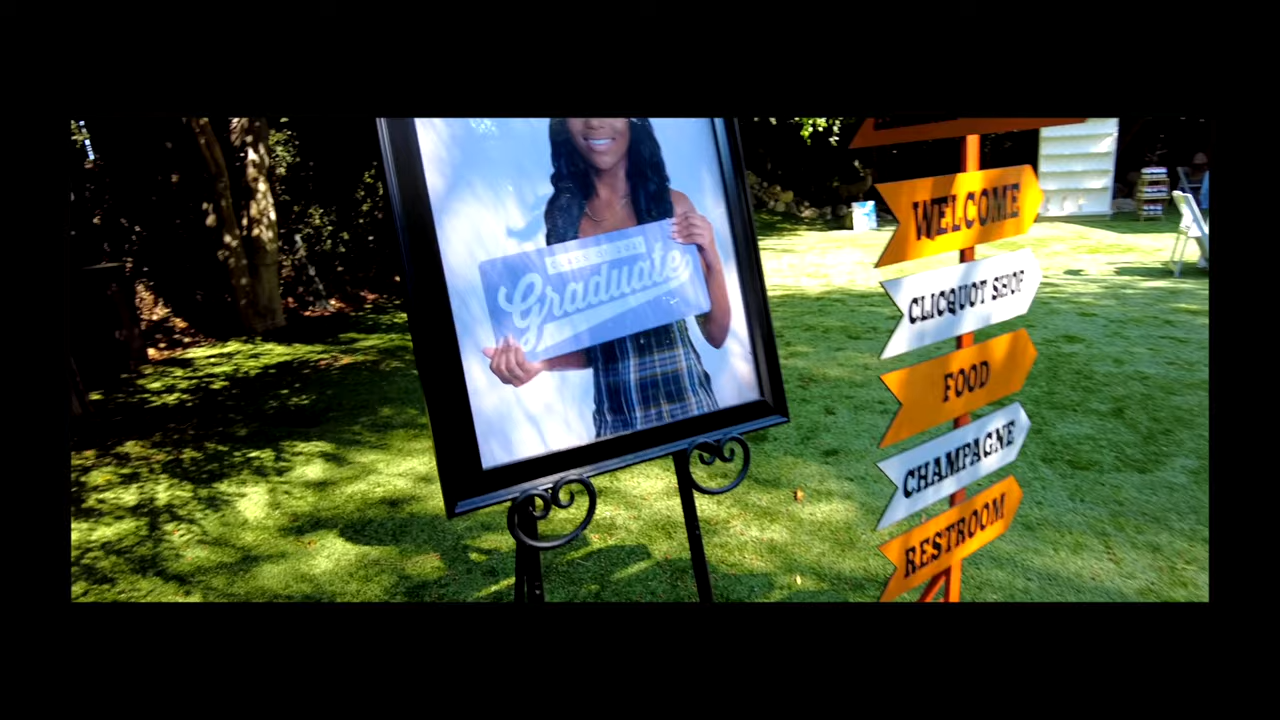 CLASS OF 2021
Graduate
WELCOME
CLICQUOT SHOP
FOOD
CHAMPAGNE
RESTROOM